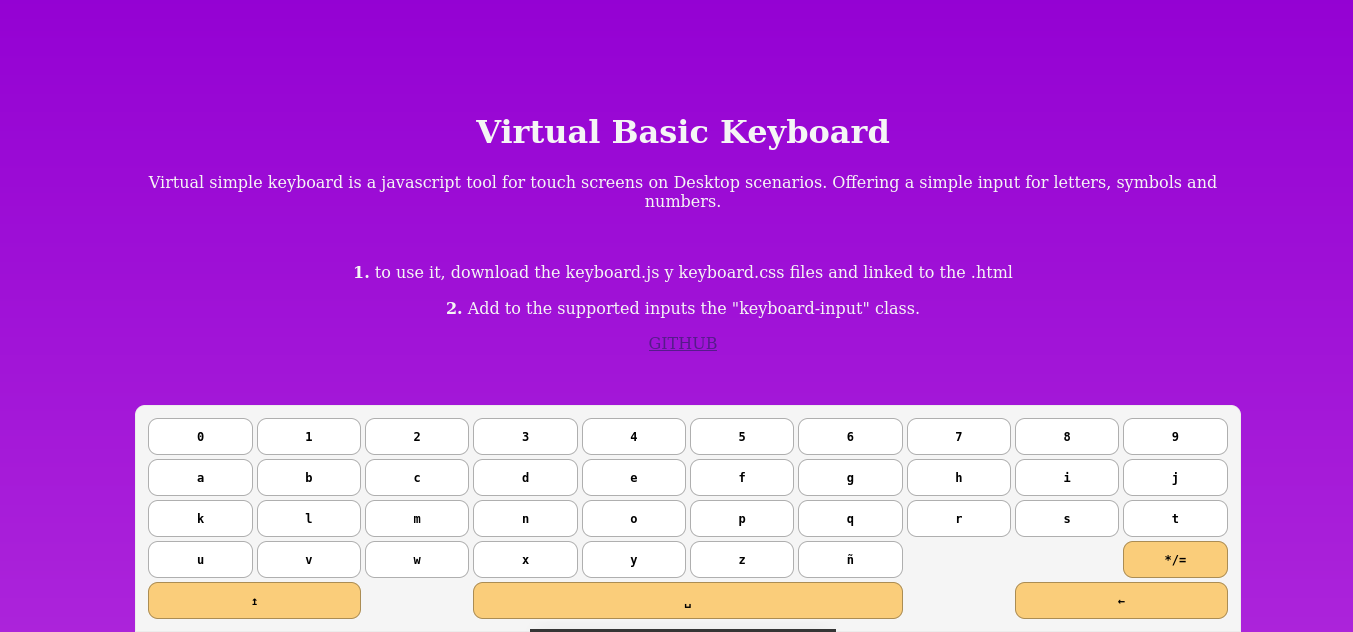 Virtual Basic Keyboard
Virtual simple keyboard is a javascript tool for touch screens on Desktop scenarios. Offering a simple input for letters, symbols and
numbers.
1. to use it, download the keyboard.js y keyboard.css files and linked to the .html
2. Add to the supported inputs the "keyboard-input" class.
GITHUB
0 1 2 3 4 5 6 7 8 9
a b c d e f g h i j
k l m n o p q r s t
u v w x y z ñ */=
↥ ␣ ←